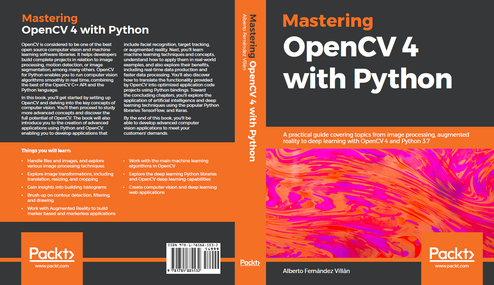 Mastering
OpenCV 4 with Python
OpenCV is considered to be one of the best
open source computer vision and machine
learning software libraries. It helps developers
build complete projects in relation to image
processing, motion detection, or image
segmentation, among many others. OpenCV
for Python enables you to run computer vision
algorithms smoothly in real time, combining
the best of the OpenCV C++ API and the
Python language.
In this book, you'll get started by setting up
OpenCV and delving into the key concepts of
computer vision. You'll then proceed to study
more advanced concepts and discover the
full potential of OpenCV. The book will also
introduce you to the creation of advanced
applications using Python and OpenCV,
enabling you to develop applications that
include facial recognition, target tracking,
or augmented reality. Next, you'll learn
machine learning techniques and concepts,
understand how to apply them in real-world
examples, and also explore their benefits,
including real-time data production and
faster data processing. You'll also discover
how to translate the functionality provided
by OpenCV into optimized application code
projects using Python bindings. Toward
the concluding chapters, you'll explore the
application of artificial intelligence and deep
learning techniques using the popular Python
libraries TensorFlow, and Keras.
By the end of this book, you'll be
able to develop advanced computer
vision applications to meet your
customers' demands.
Things you will learn:
Handle files and images, and explore
various image processing techniques
Explore image transformations, including
translation, resizing, and cropping
Gain insights into building histograms
Brush up on contour detection, filtering,
and drawing
Work with Augmented Reality to build
marker-based and markerless applications
Work with the main machine learning
algorithms in OpenCV
Explore the deep learning Python libraries
and OpenCV deep learning capabilities
Create computer vision and deep learning
web applications
Packt>
www.packt.com
Mastering OpenCV 4 with Python
Alberto Fernández Villán
Packt>
www.packt.com
Mastering
OpenCV 4
with Python
A practical guide covering topics from image processing, augmented
reality to deep learning with OpenCV 4 and Python 3.7
Alberto Fernández Villán
Packt>
www.packt.com